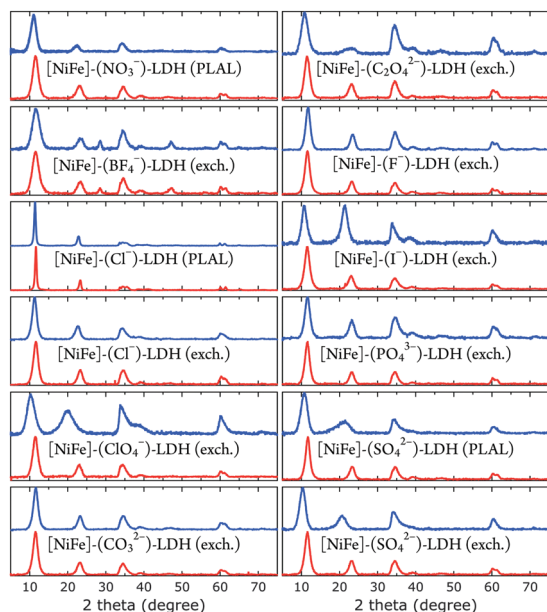 [NiFe]-(NO₃⁻)-LDH (PLAL)
[NiFe]-(C₂O₄²⁻)-LDH (exch.)
[NiFe]-(BF₄⁻)-LDH (exch.)
[NiFe]-(F⁻)-LDH (exch.)
[NiFe]-(Cl⁻)-LDH (PLAL)
[NiFe]-(I⁻)-LDH (exch.)
[NiFe]-(Cl⁻)-LDH (exch.)
[NiFe]-(PO₄³⁻)-LDH (exch.)
[NiFe]-(ClO₄⁻)-LDH (exch.)
[NiFe]-(SO₄²⁻)-LDH (PLAL)
[NiFe]-(CO₃²⁻)-LDH (exch.)
[NiFe]-(SO₄²⁻)-LDH (exch.)
10 20 30 40 50 60 70
10 20 30 40 50 60 70
2 theta (degree)
2 theta (degree)